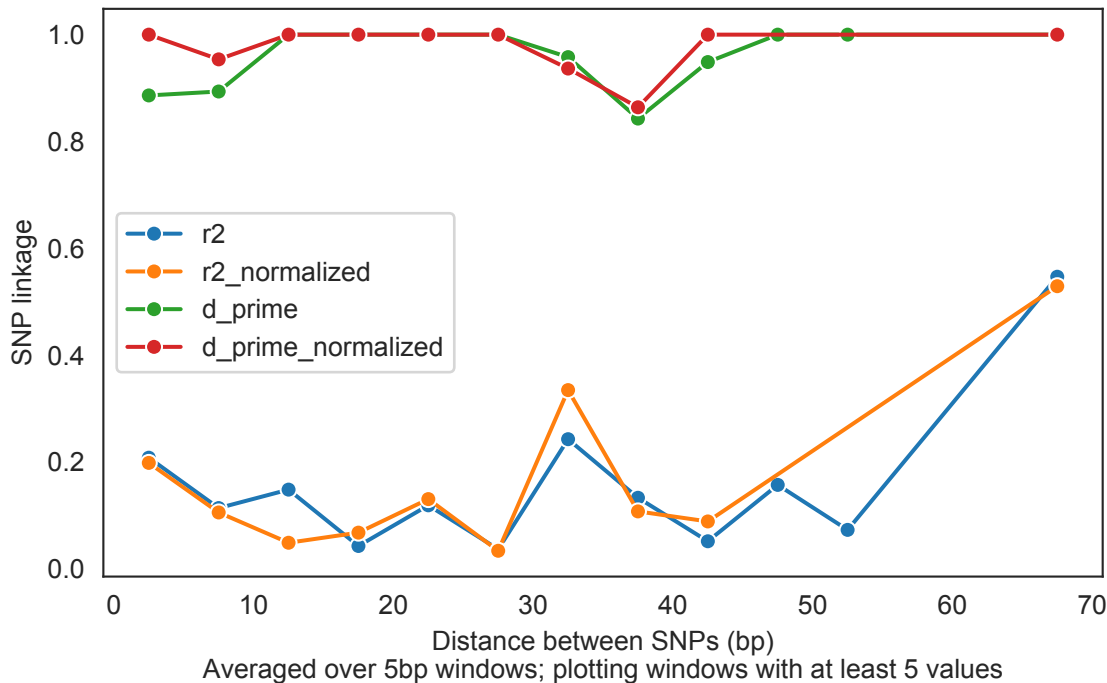 1.0
0.8
0.6
0.4
0.2
0.0
SNP linkage
r2
r2_normalized
d_prime
d_prime_normalized
0 10 20 30 40 50 60 70
Distance between SNPs (bp)
Averaged over 5bp windows; plotting windows with at least 5 values